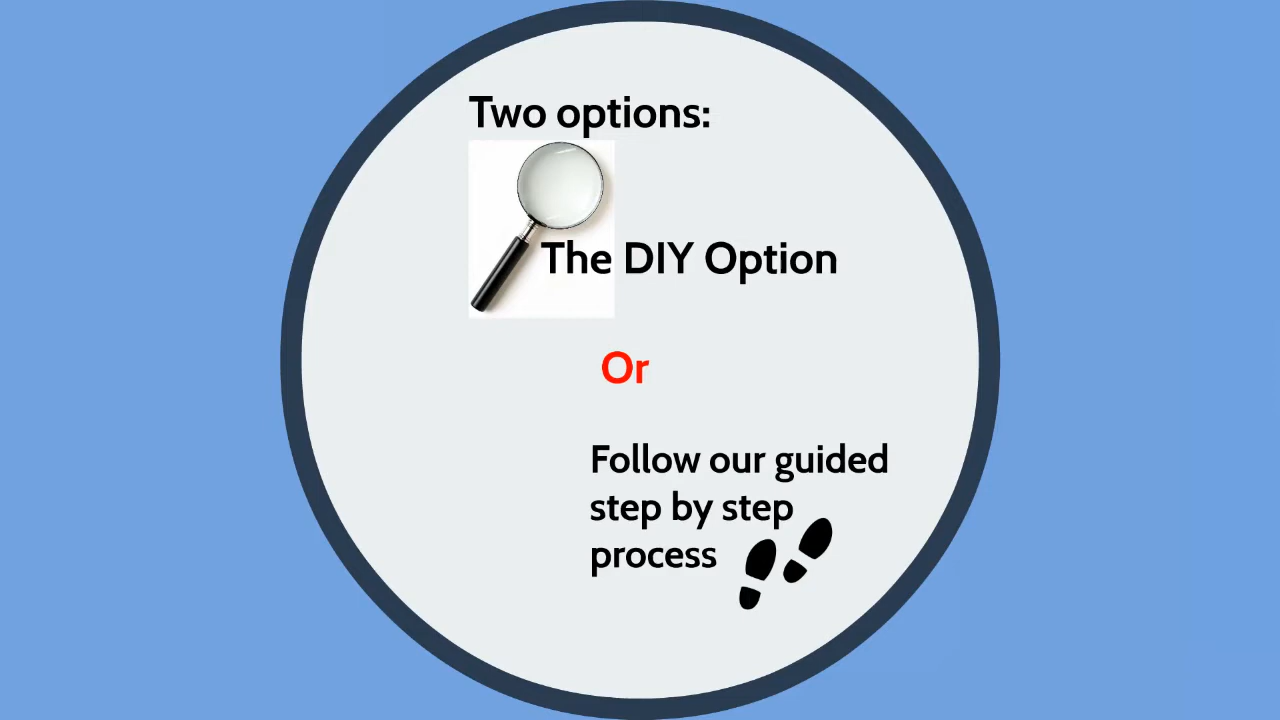 Two options:
The DIY Option
Or
Follow our guided
step by step
process